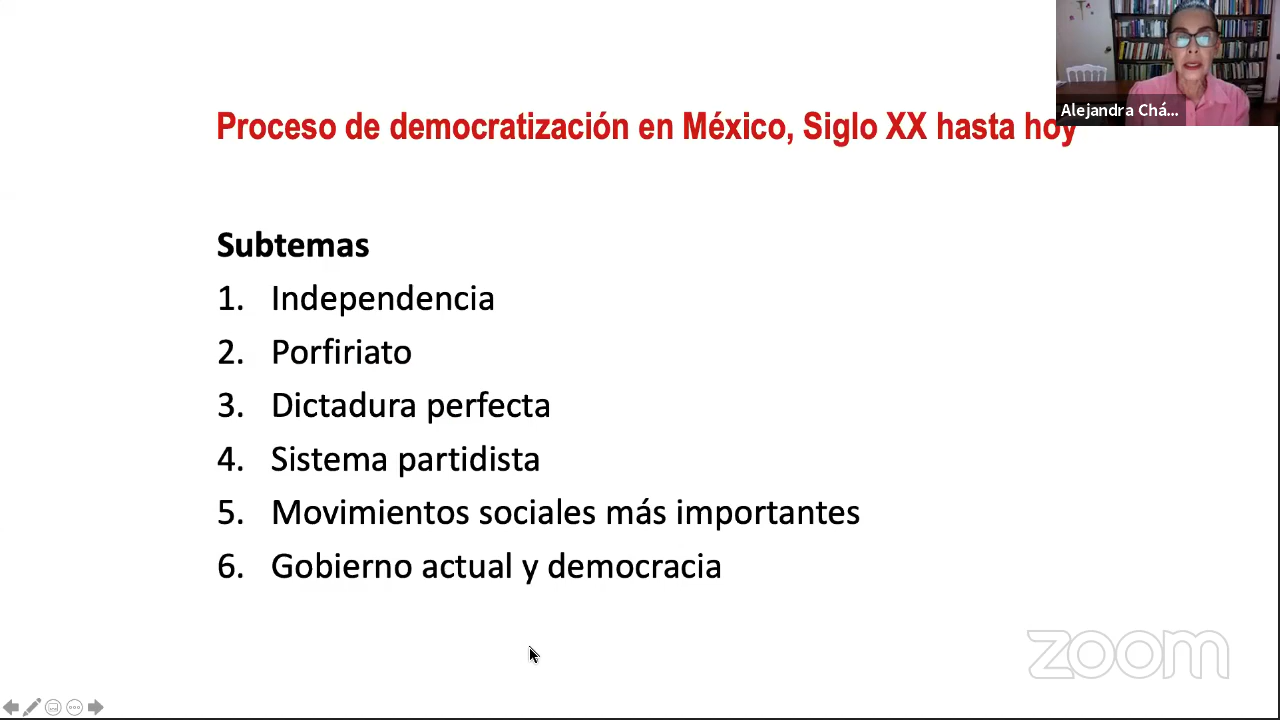 Alejandra Chá...
Proceso de democratización en México, Siglo XX hasta hoy
Subtemas
1. Independencia
2. Porfiriato
3. Dictadura perfecta
4. Sistema partidista
5. Movimientos sociales más importantes
6. Gobierno actual y democracia
zoom